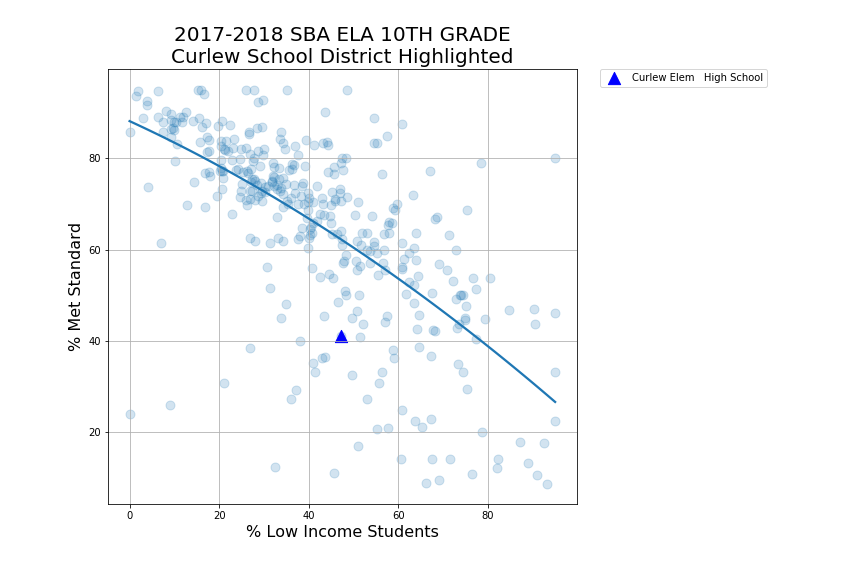 2017-2018 SBA ELA 10TH GRADE
Curlew School District Highlighted
Curlew Elem   High School
% Met Standard
80
60
40
20
0
20
40
60
80
% Low Income Students